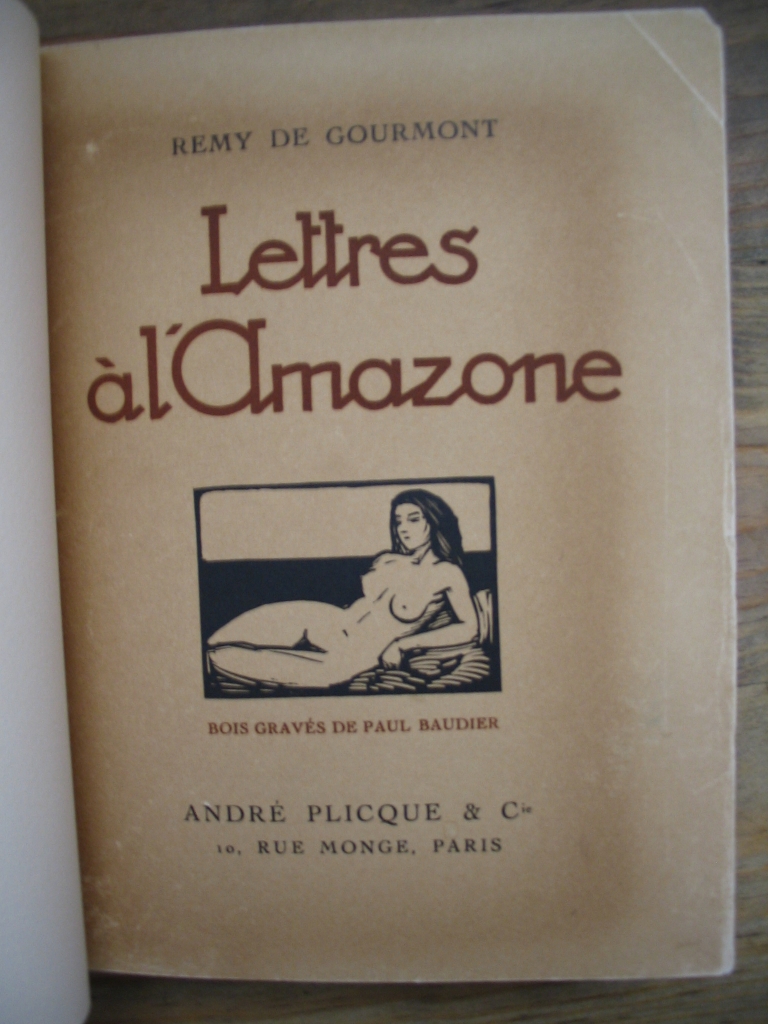 REMY DE GOURMONT
Lettres
à l'Amazone
BOIS GRAVÉS DE PAUL BAUDIER
ANDRÉ PLICQUE & Cie
10, RUE MONGE, PARIS